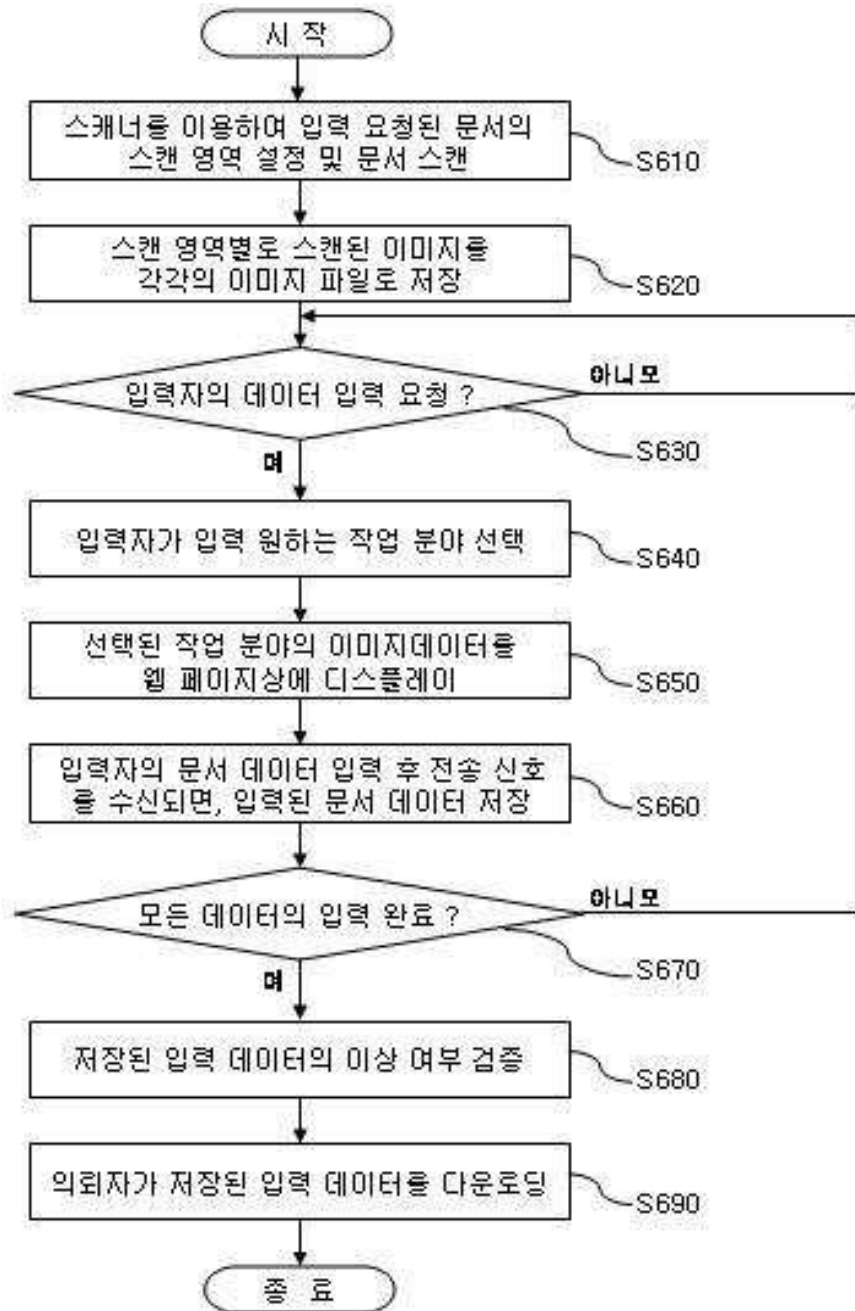 시 작
스캐너를 이용하여 입력 요청된 문서의
스캔 영역 설정 및 문서 스캔
S610
스캔 영역별로 스캔된 이미지를
각각의 이미지 파일로 저장
S620
입력자의 데이터 입력 요청 ?
아니오
S630
예
입력자가 입력 원하는 작업 분야 선택
S640
선택된 작업 분야의 이미지데이터를
웹 페이지상에 디스플레이
S650
입력자의 문서 데이터 입력 후 전송 신호
를 수신되면, 입력된 문서 데이터 저장
S660
모든 데이터의 입력 완료 ?
아니오
S670
예
저장된 입력 데이터의 이상 여부 검증
S680
의뢰자가 저장된 입력 데이터를 다운로딩
S690
종 료